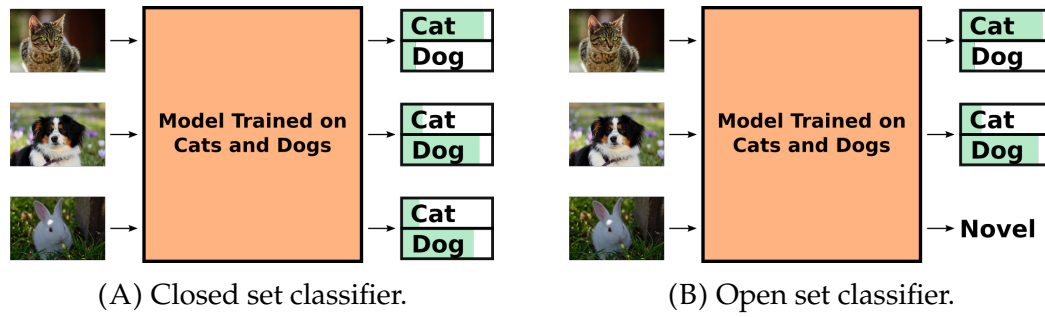 Cat
Dog
Model Trained on
Cats and Dogs
Cat
Dog
Cat
Dog
(A) Closed set classifier.
Cat
Dog
Model Trained on
Cats and Dogs
Cat
Dog
Novel
(B) Open set classifier.